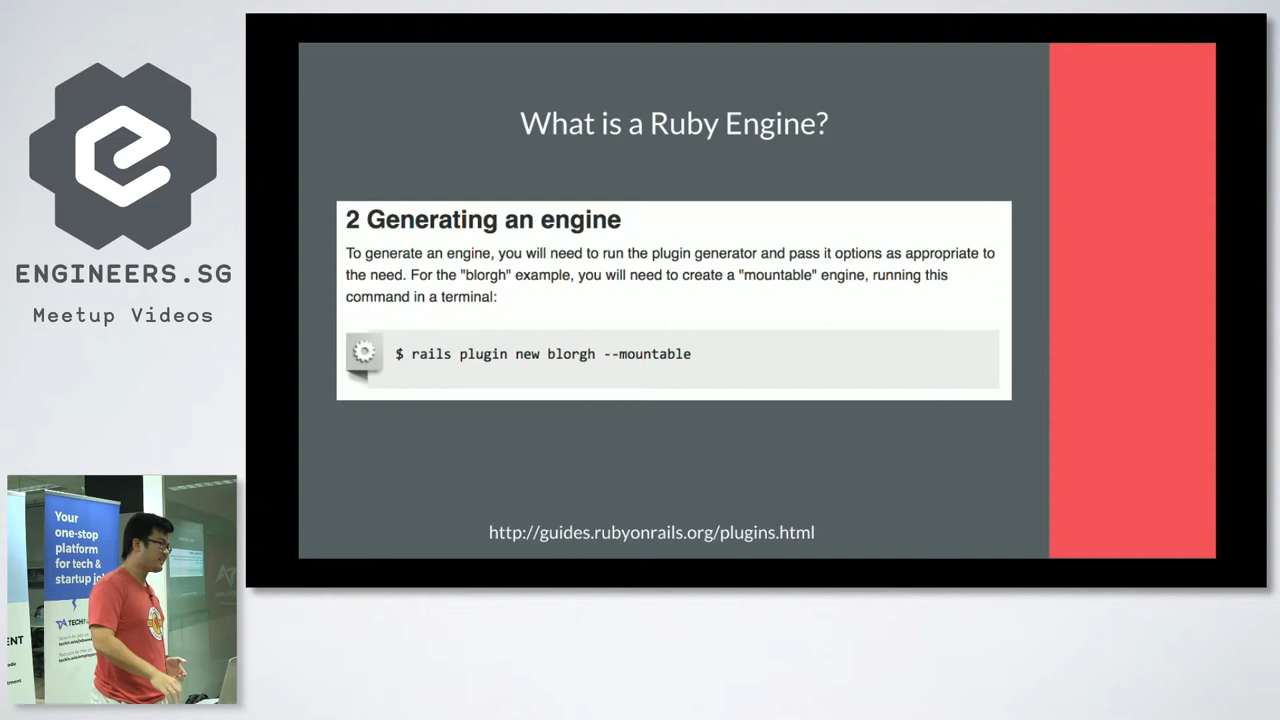 ENGINEERS.SG
Meetup Videos
What is a Ruby Engine?
2 Generating an engine
To generate an engine, you will need to run the plugin generator and pass it options as appropriate to
the need. For the "blorgh" example, you will need to create a "mountable" engine, running this
command in a terminal:
$ rails plugin new blorgh --mountable
http://guides.rubyonrails.org/plugins.html
Your
one-stop
platform
for tech &
startup